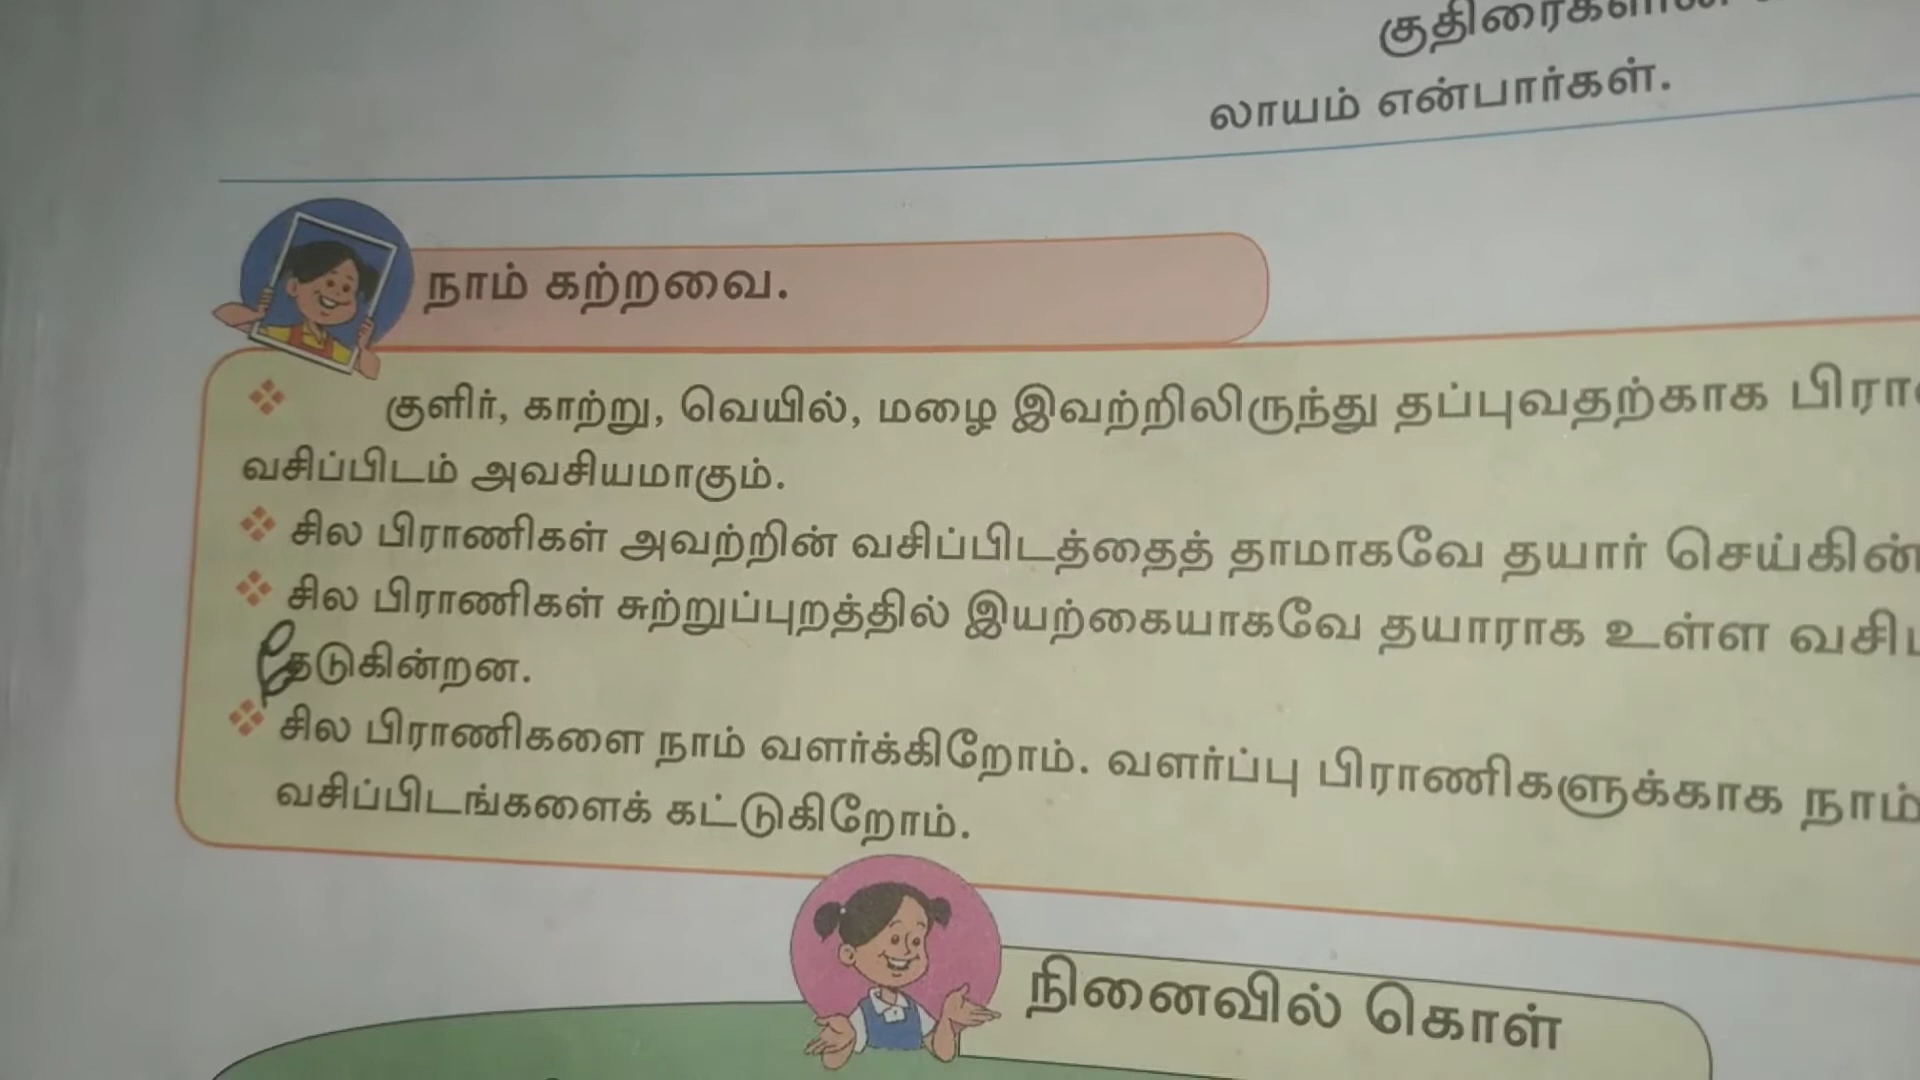 லாயம் என்பார்கள்.
நாம் கற்றவை.
குளிர், காற்று, வெயில், மழை இவற்றிலிருந்து தப்புவதற்காக
வசிப்பிடம் அவசியமாகும்.
சில பிராணிகள் அவற்றின் வசிப்பிடத்தைத் தாமாகவே தயார்
சில பிராணிகள் சுற்றுப்புறத்தில் இயற்கையாகவே தயாராக உள்ள
தேடுகின்றன.
சில பிராணிகளை நாம் வளர்க்கிறோம். வளர்ப்பு பிராணிகளுக்காக நாம்
வசிப்பிடங்களைக் கட்டுகிறோம்.
நினைவில் கொள்